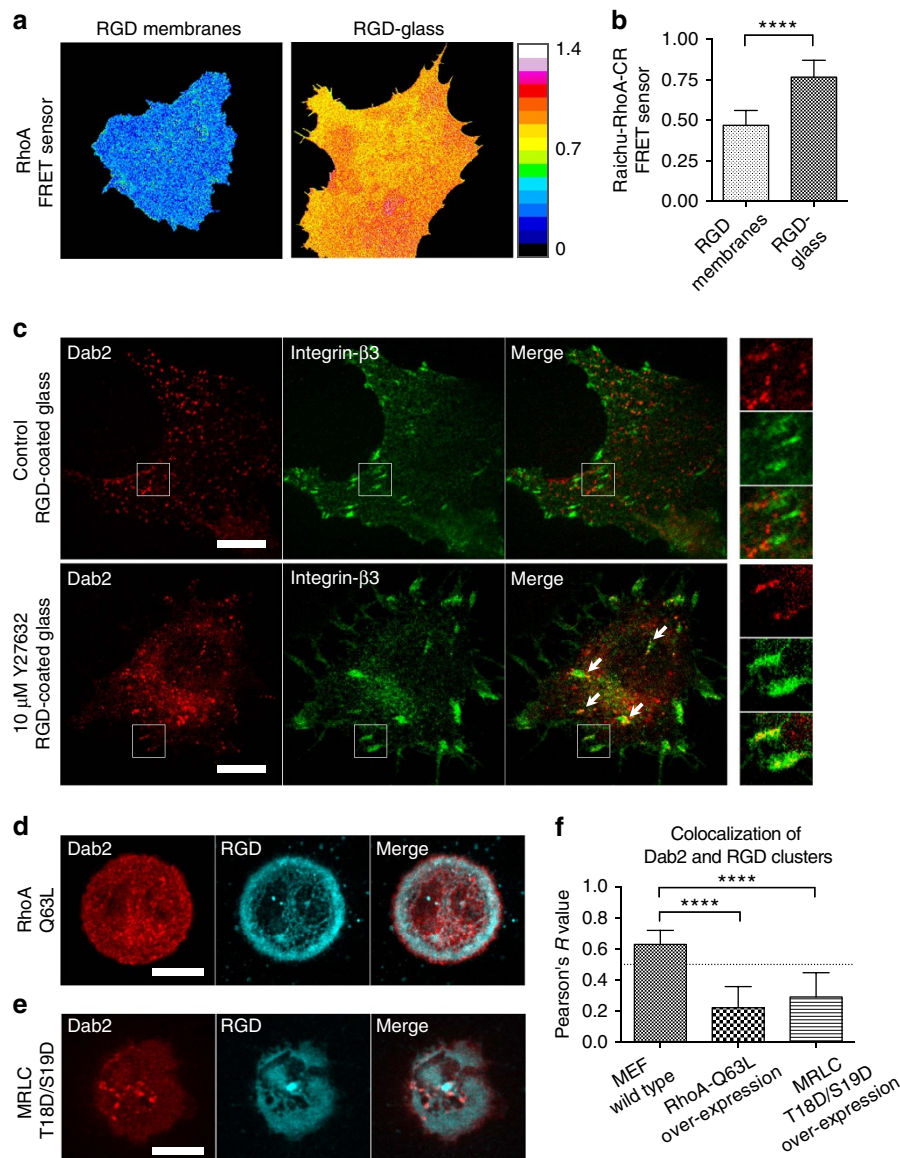 a
RGD membranes
RGD-glass
RhoA
FRET sensor
1.4
0.7
0
b
****
Raichu-RhoA-CR
FRET sensor
1.00
0.75
0.50
0.25
0.00
RGD
membranes
RGD-
glass
c
Control
RGD-coated glass
Dab2
Integrin-β3
Merge
10 μM Y27632
RGD-coated glass
Dab2
Integrin-β3
Merge
d
RhoA
Q63L
Dab2
RGD
Merge
e
MRLC
T18D/S19D
Dab2
RGD
Merge
f
Colocalization of
Dab2 and RGD clusters
****
****
Pearson's R value
1.0
0.8
0.6
0.4
0.2
0.0
MEF
wild type
RhoA-Q63L
over-expression
MRLC
T18D/S19D
over-expression